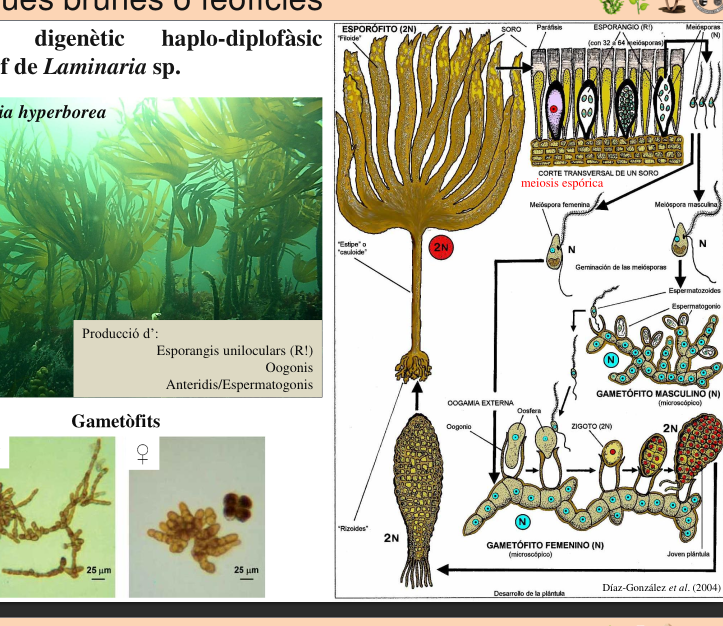 ues brunes o feofícies
digenètic haplo-diplofàsic
f de Laminaria sp.
ia hyperborea
Producció d':
Esporangis uniloculars (R!)
Oogonis
Anteridis/Espermatogonis
Gametòfits
♀
25 µm
25 µm
ESPORÓFITO (2N)
"Filoide"
SORO
Paráfisis
ESPORANGIO (R!)
(con 32 a 64 meiósporas)
Meiósporas
(N)
CORTE TRANSVERSAL DE UN SORO
meiosis espórica
Meióspora femenina
Meióspora masculina
N
N
"Estipe" o
"cauloide"
2N
Germinación de las meiósporas
Espermatozoides
Espermatogonio
N
GAMETÓFITO MASCULINO (N)
(microscópico)
OOGAMIA EXTERNA
Oosfera
Oogonio
ZIGOTO (2N)
2N
"Rizoides"
2N
N
GAMETÓFITO FEMENINO (N)
(microscópico)
Joven plántula
Desarrollo de la plántula
Díaz-González et al. (2004)